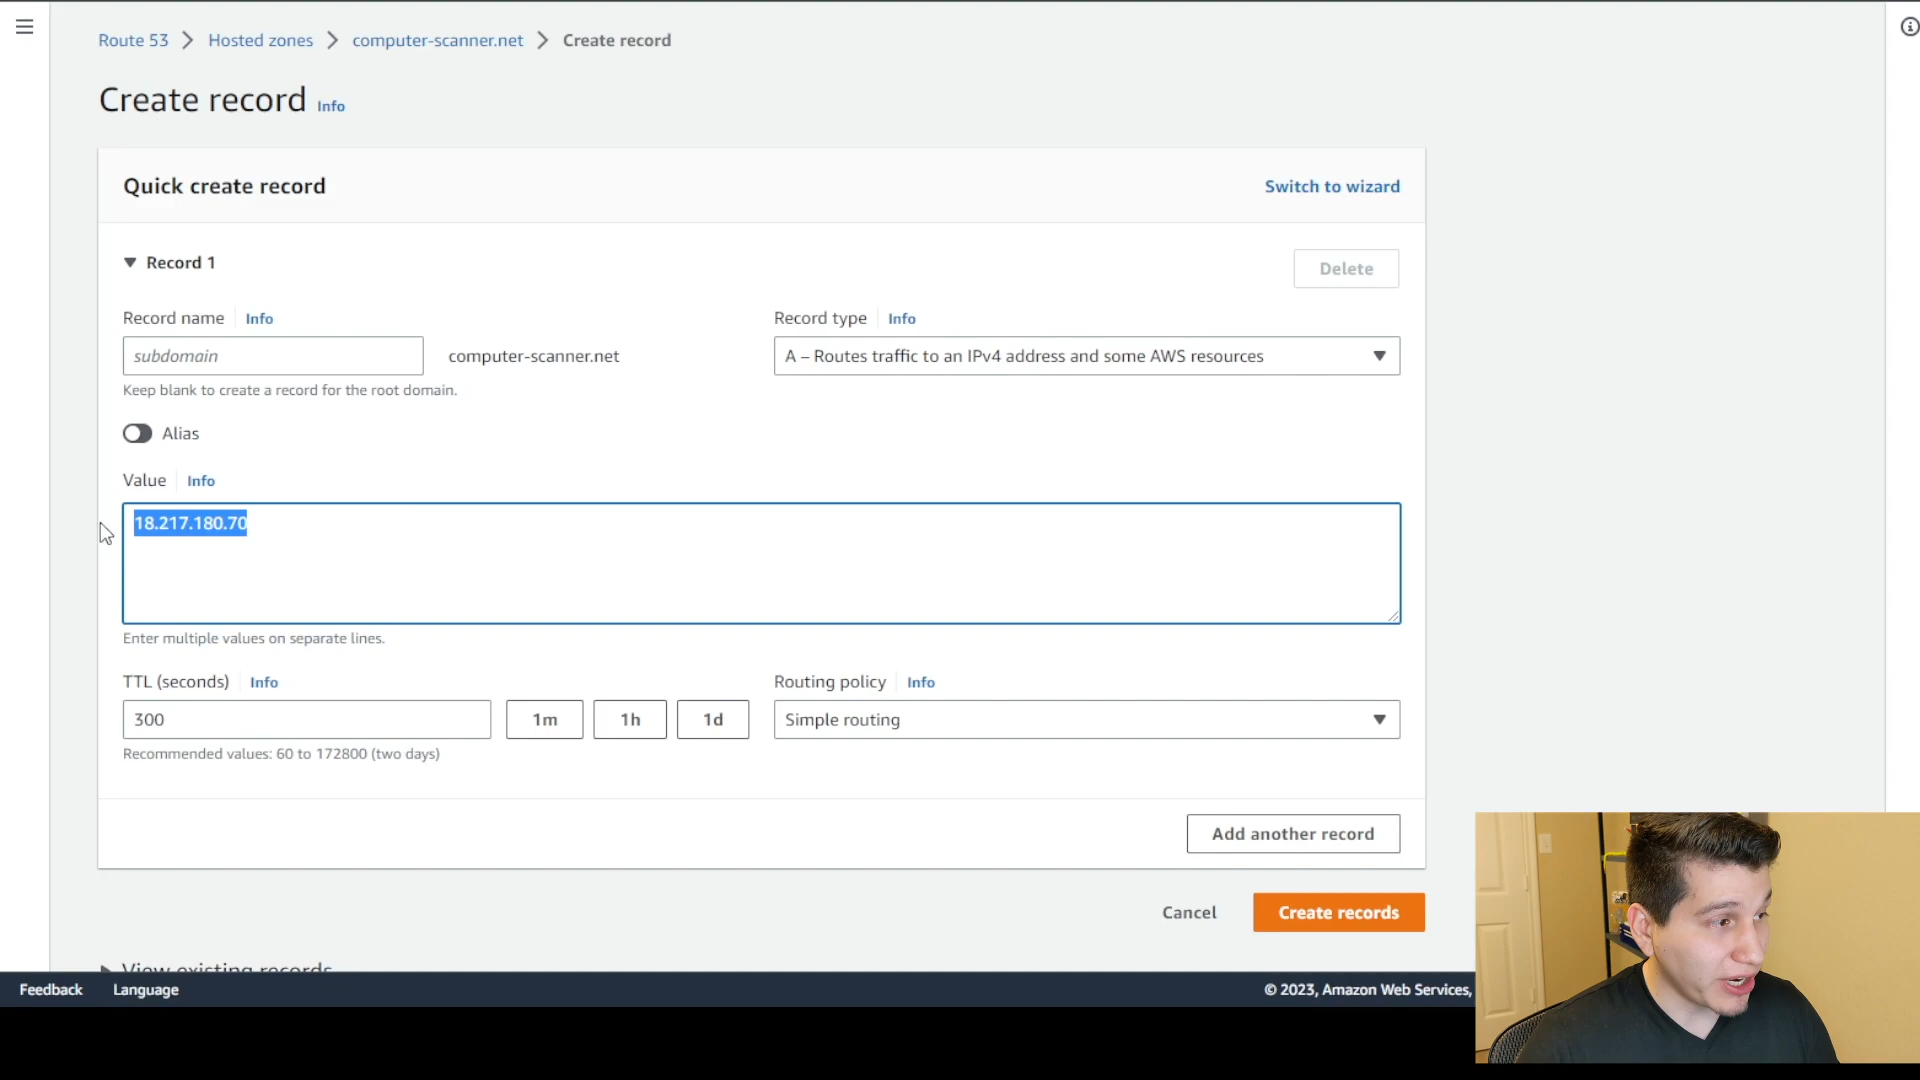 Route 53 > Hosted zones > computer-scanner.net > Create record
Create record Info
Quick create record
Switch to wizard
Record 1
Delete
Record name Info
Record type Info
subdomain
computer-scanner.net
A – Routes traffic to an IPv4 address and some AWS resources
Keep blank to create a record for the root domain.
Alias
Value Info
18.217.180.70
Enter multiple values on separate lines.
TTL (seconds) Info
Routing policy Info
300
1m
1h
1d
Simple routing
Recommended values: 60 to 172800 (two days)
Add another record
Cancel
Create records
View existing records
Feedback
Language
© 2023, Amazon Web Services,